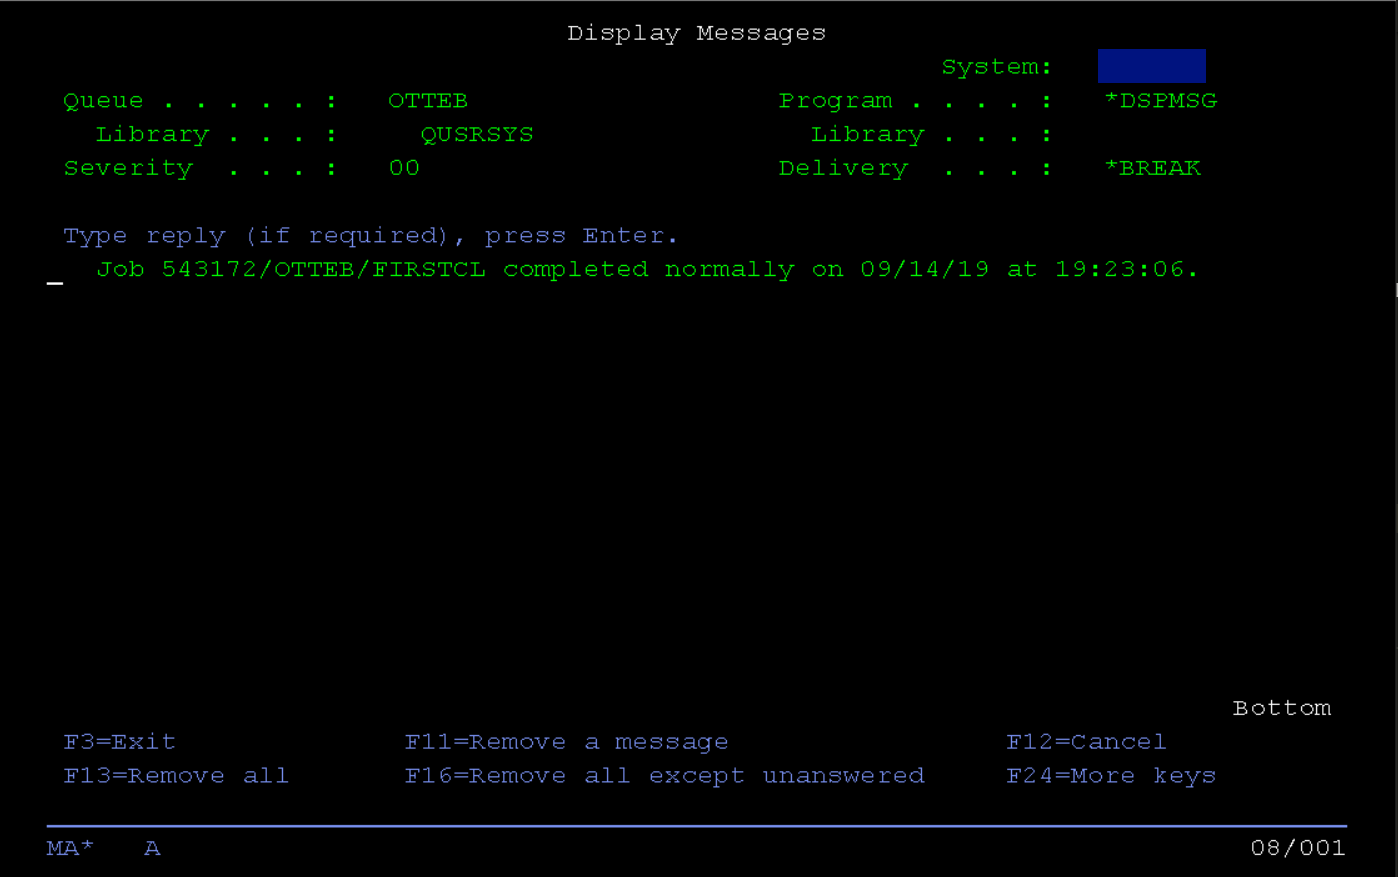 Display Messages
System:
Queue . . . . . : OTTEB Program . . . . : *DSPMSG
Library . . . : QUSRSYS Library . . . :
Severity . . . : 00 Delivery . . . : *BREAK
Type reply (if required), press Enter.
_ Job 543172/OTTEB/FIRSTCL completed normally on 09/14/19 at 19:23:06.
Bottom
F3=Exit F11=Remove a message F12=Cancel
F13=Remove all F16=Remove all except unanswered F24=More keys
MA* A 08/001